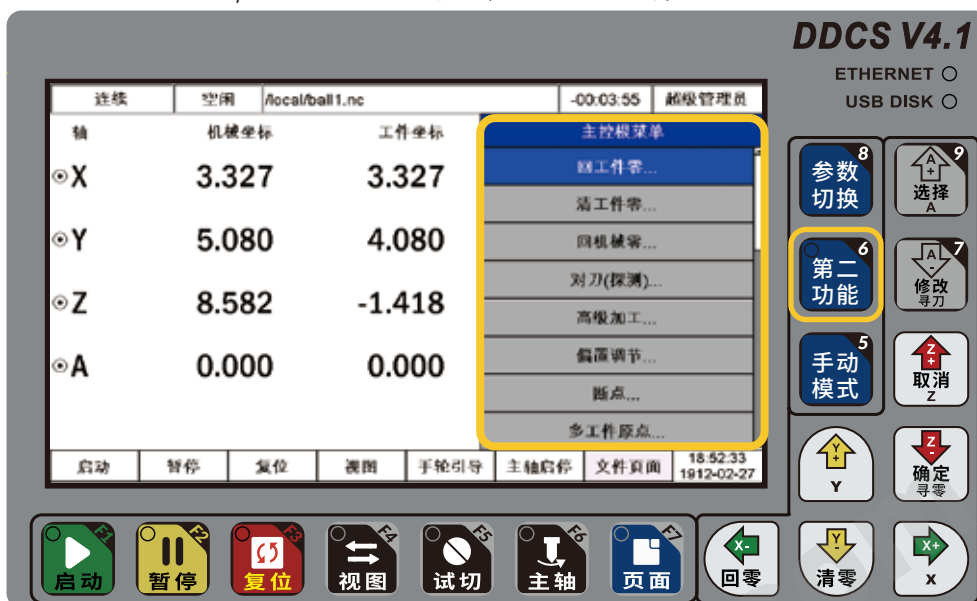 DDCS V4.1
ETHERNET
USB DISK
连续 空闲 /local/ball1.nc -00:03:55 超级管理员
轴 机械坐标 工件坐标 主控根菜单
X 3.327 3.327
Y 5.080 4.080
Z 8.582 -1.418
A 0.000 0.000
回工件零...
清工件零...
回机械零...
对刀(探测)...
高级加工...
偏置调节...
断点...
多工件原点...
启动 暂停 复位 视图 手轮引导 主轴启停 文件页面 18:52:33
1912-02-27
8
参数
切换
9
A
+
选择
A
6
第二
功能
7
A
-
修改
寻刀
5
手动
模式
Z
+
取消
Z
Y
+
Y
Z
-
确定
寻零
F1
启动
F2
暂停
F3
复位
F4
视图
F5
试切
F6
主轴
F7
页面
X-
回零
Y
-
清零
X+
X